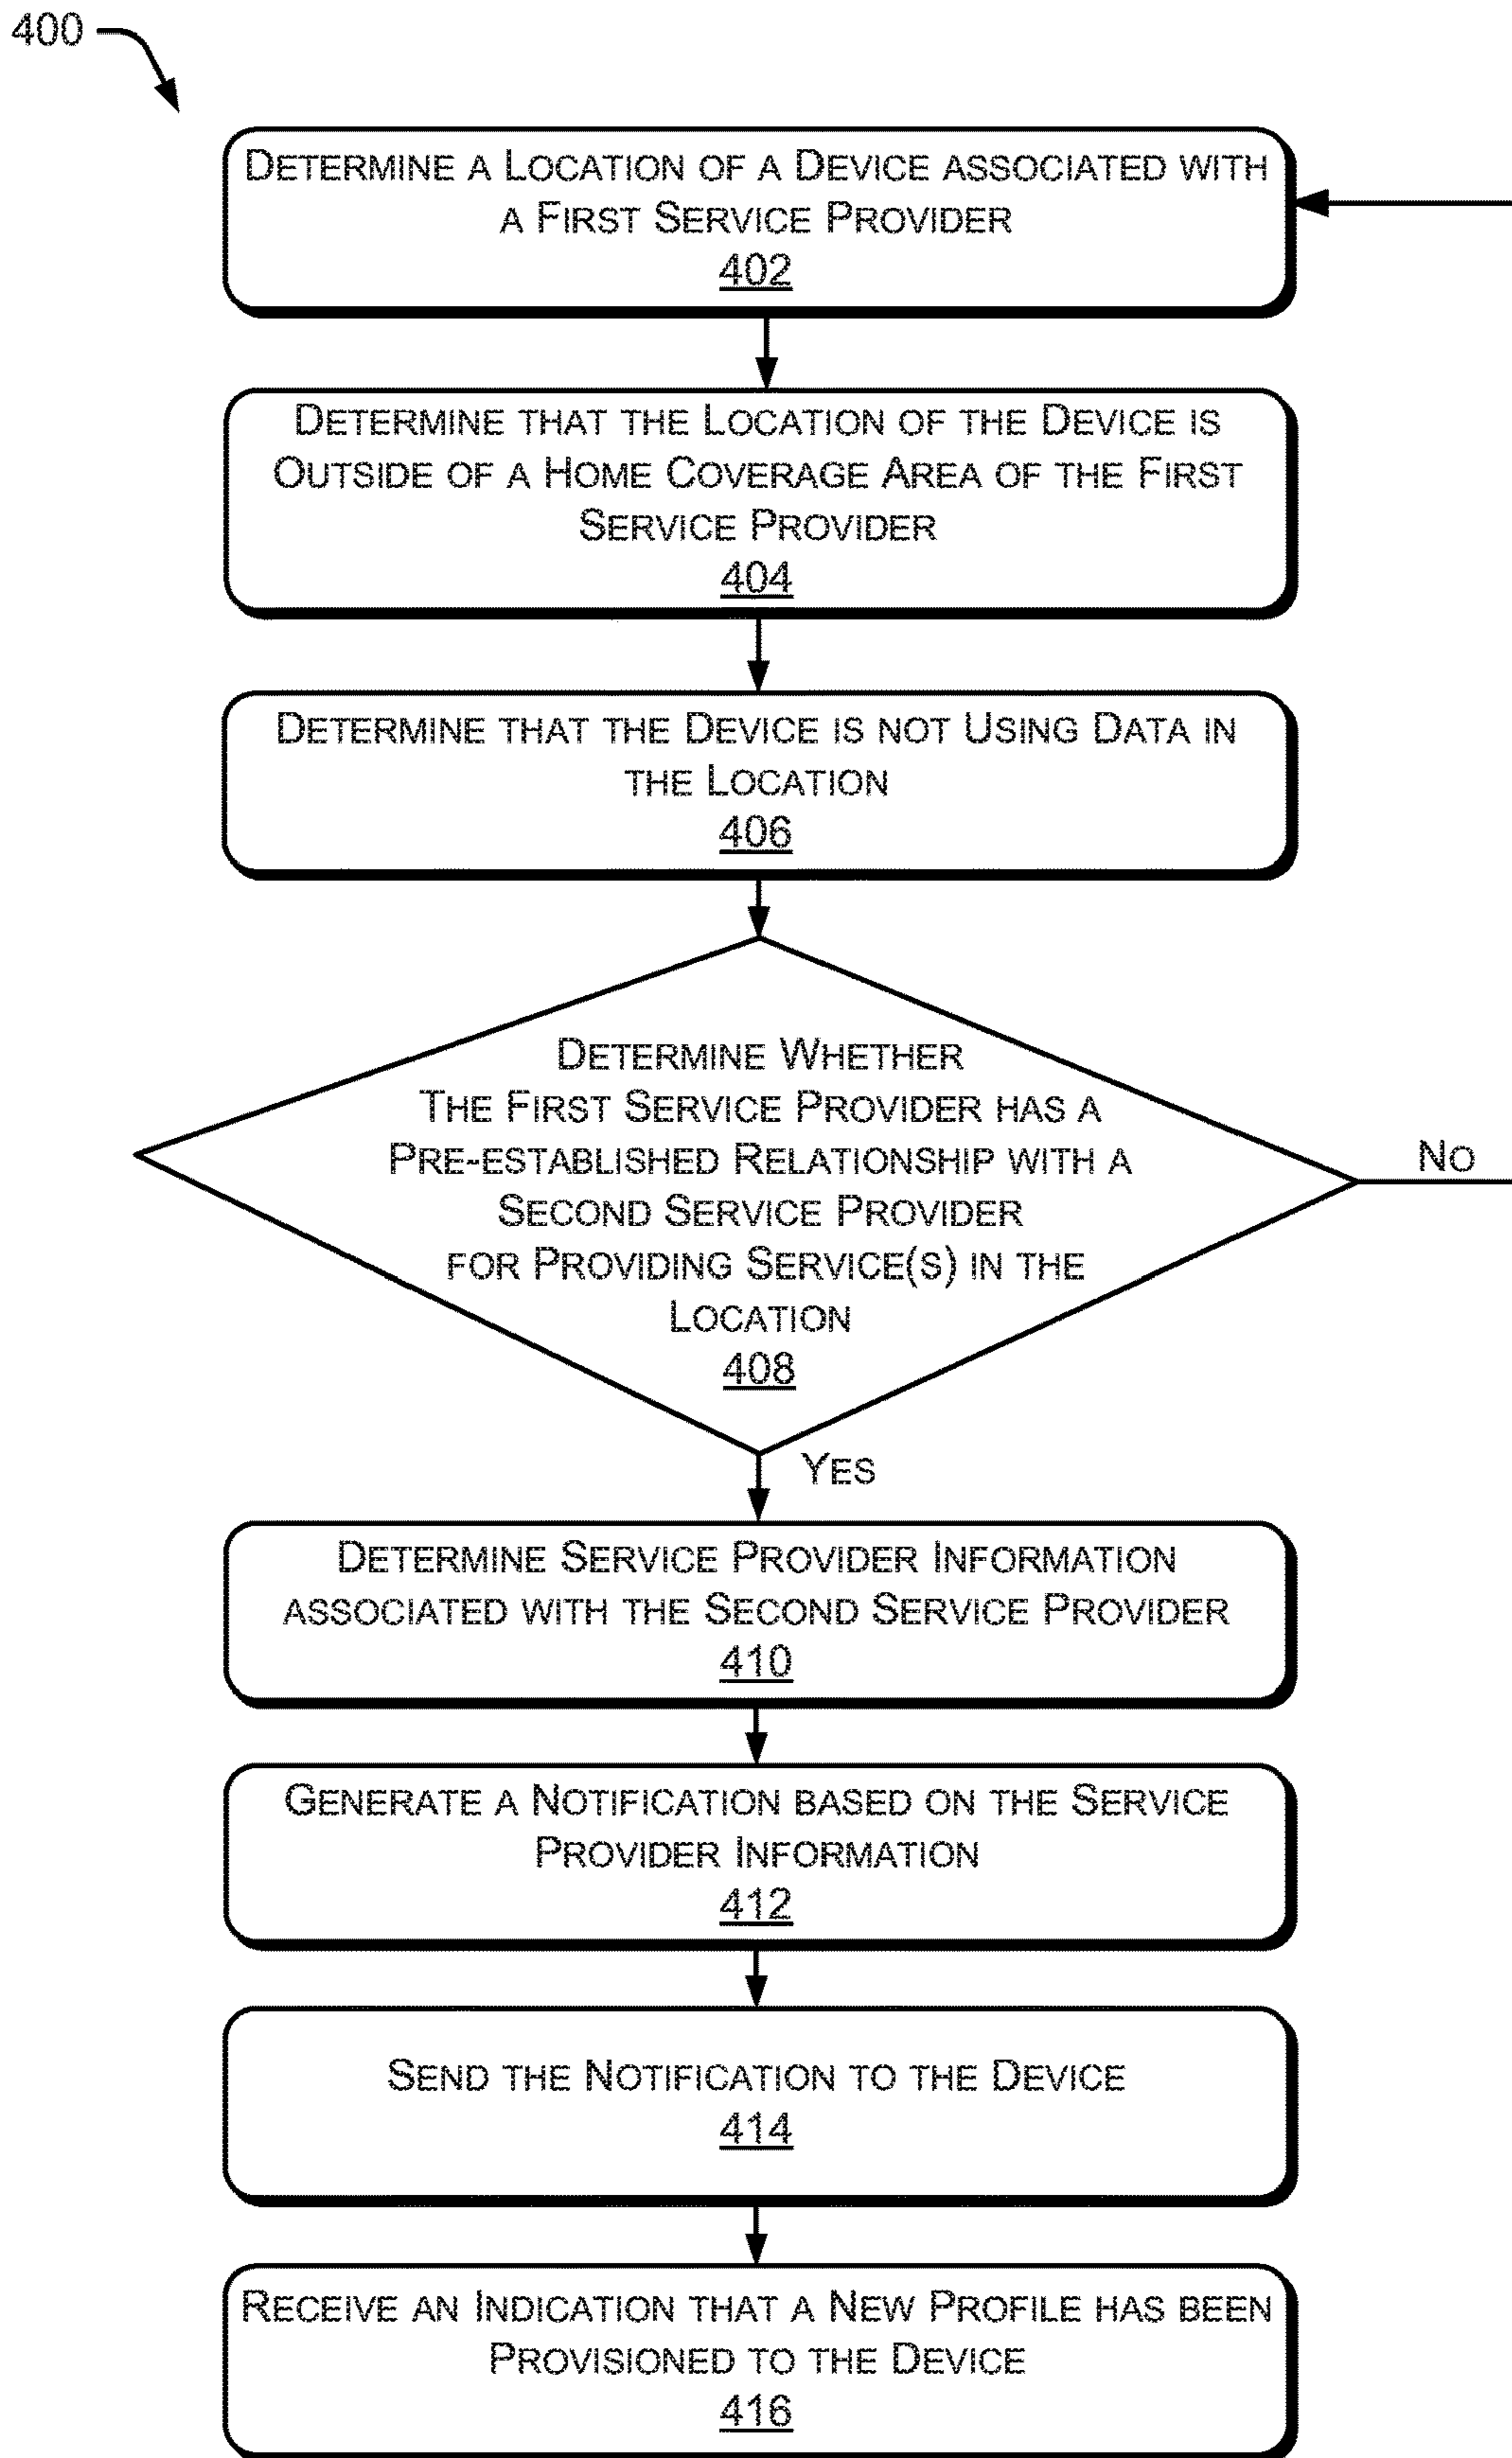 400
DETERMINE A LOCATION OF A DEVICE ASSOCIATED WITH
A FIRST SERVICE PROVIDER
402
DETERMINE THAT THE LOCATION OF THE DEVICE IS
OUTSIDE OF A HOME COVERAGE AREA OF THE FIRST
SERVICE PROVIDER
404
DETERMINE THAT THE DEVICE IS NOT USING DATA IN
THE LOCATION
406
DETERMINE WHETHER
THE FIRST SERVICE PROVIDER HAS A
PRE-ESTABLISHED RELATIONSHIP WITH A
SECOND SERVICE PROVIDER
FOR PROVIDING SERVICE(S) IN THE
LOCATION
408
NO
YES
DETERMINE SERVICE PROVIDER INFORMATION
ASSOCIATED WITH THE SECOND SERVICE PROVIDER
410
GENERATE A NOTIFICATION BASED ON THE SERVICE
PROVIDER INFORMATION
412
SEND THE NOTIFICATION TO THE DEVICE
414
RECEIVE AN INDICATION THAT A NEW PROFILE HAS BEEN
PROVISIONED TO THE DEVICE
416